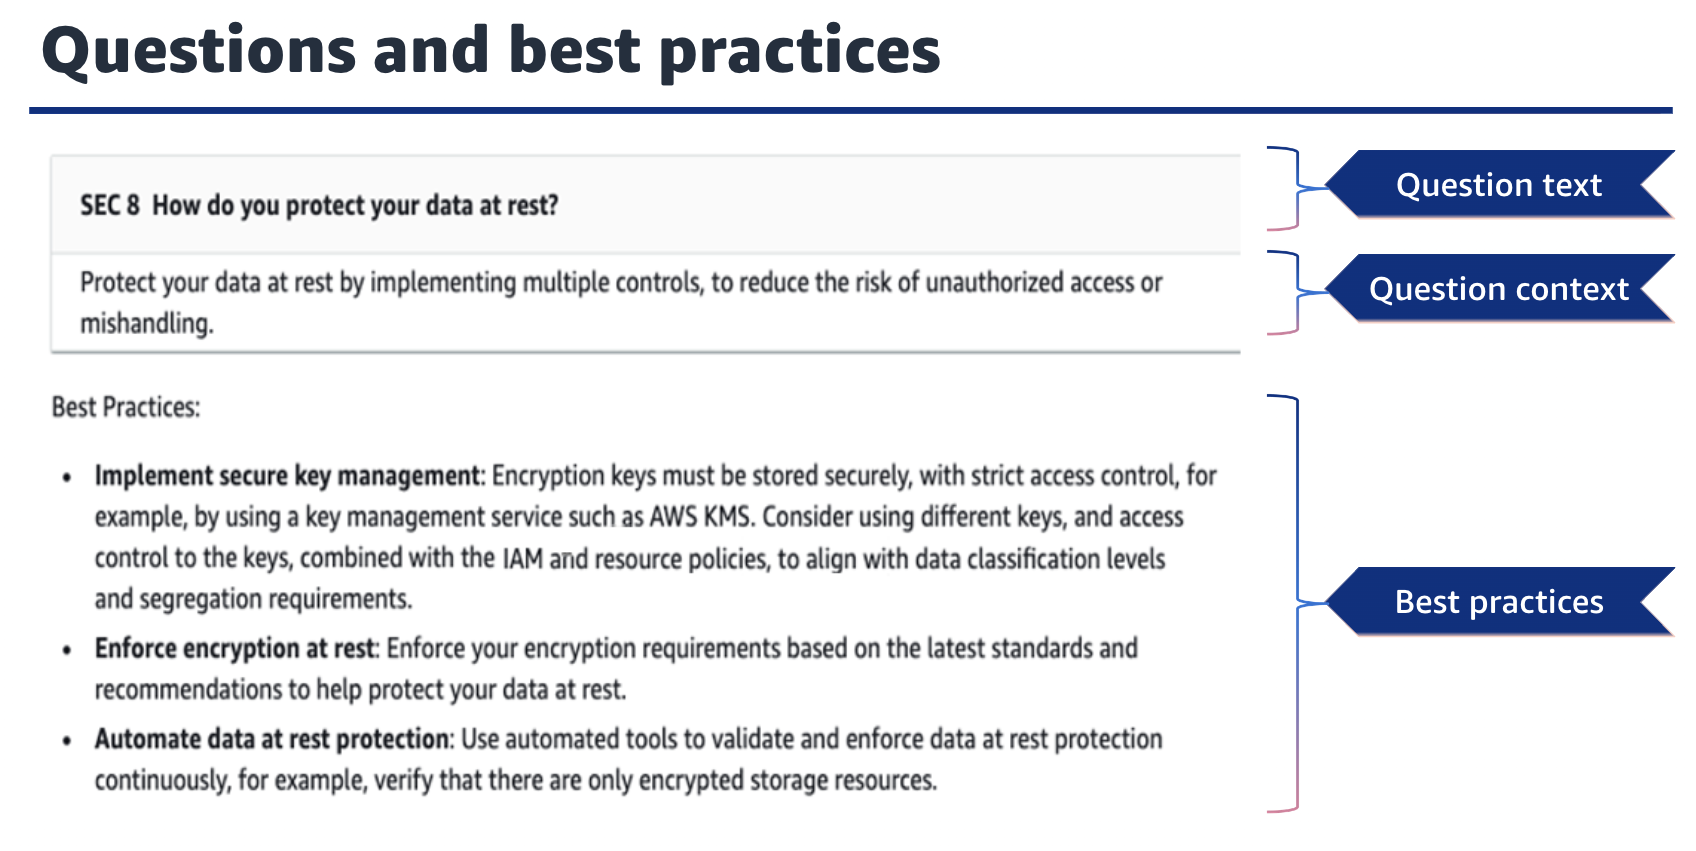 Questions and best practices
SEC 8 How do you protect your data at rest?
Question text
Protect your data at rest by implementing multiple controls, to reduce the risk of unauthorized access or
mishandling.
Question context
Best Practices:
• Implement secure key management: Encryption keys must be stored securely, with strict access control, for
example, by using a key management service such as AWS KMS. Consider using different keys, and access
control to the keys, combined with the IAM and resource policies, to align with data classification levels
and segregation requirements.
• Enforce encryption at rest: Enforce your encryption requirements based on the latest standards and
recommendations to help protect your data at rest.
• Automate data at rest protection: Use automated tools to validate and enforce data at rest protection
continuously, for example, verify that there are only encrypted storage resources.
Best practices